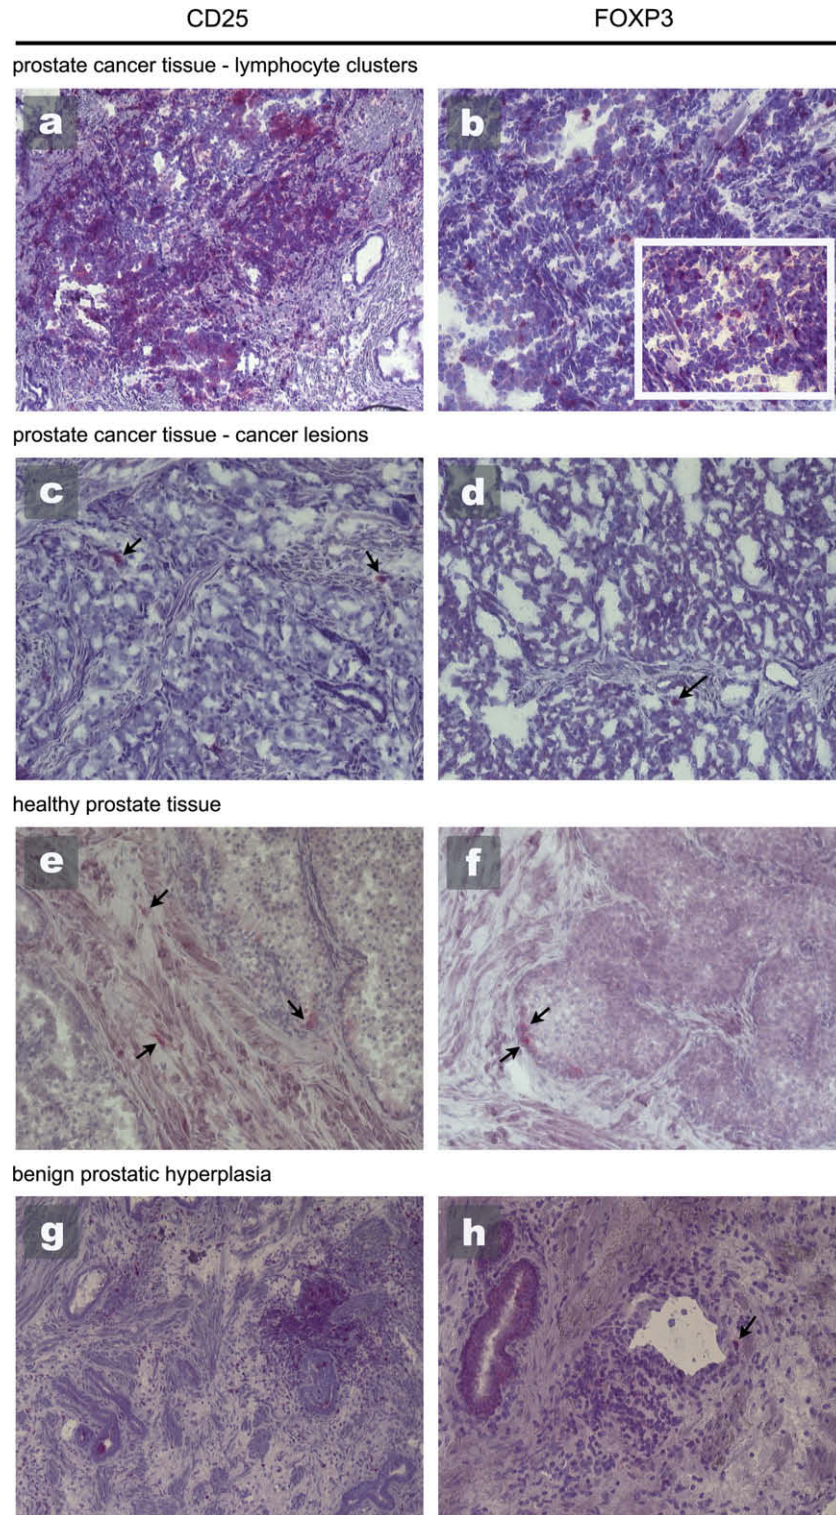 CD25 FOXP3
prostate cancer tissue - lymphocyte clusters
a b
prostate cancer tissue - cancer lesions
c d
healthy prostate tissue
e f
benign prostatic hyperplasia
g h